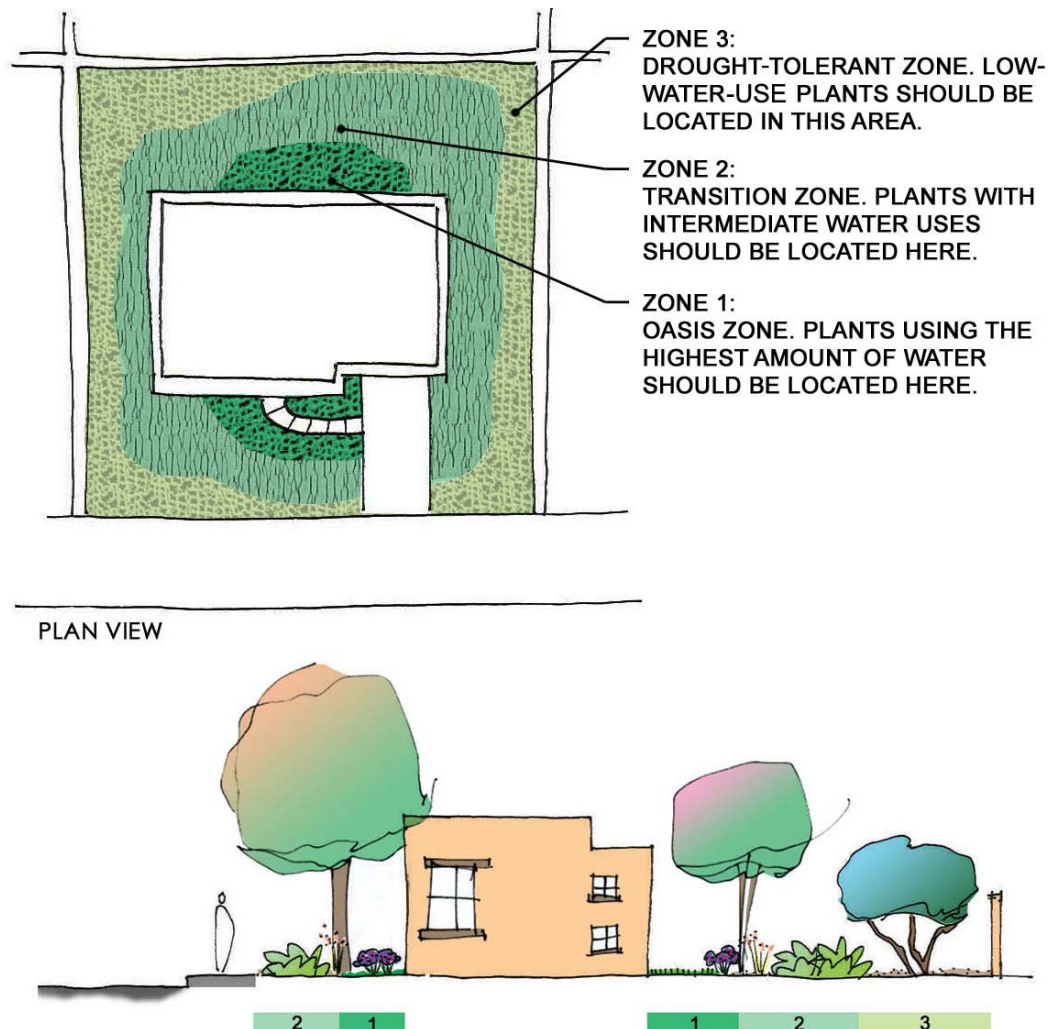 ZONE 3:
DROUGHT-TOLERANT ZONE. LOW-
WATER-USE PLANTS SHOULD BE
LOCATED IN THIS AREA.
ZONE 2:
TRANSITION ZONE. PLANTS WITH
INTERMEDIATE WATER USES
SHOULD BE LOCATED HERE.
ZONE 1:
OASIS ZONE. PLANTS USING THE
HIGHEST AMOUNT OF WATER
SHOULD BE LOCATED HERE.
PLAN VIEW
2 1 1 2 3